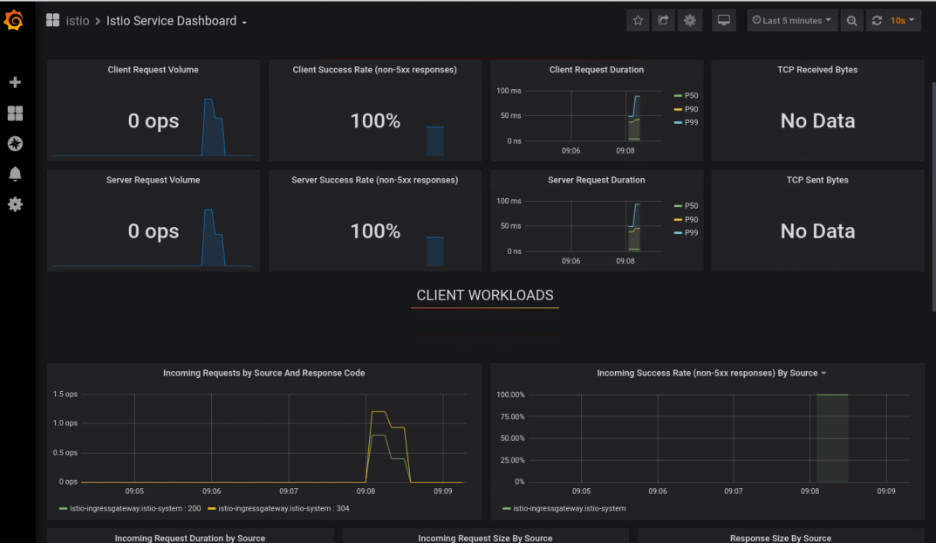 istio > Istio Service Dashboard
Last 5 minutes
10s
Client Request Volume
0 ops
Client Success Rate (non-5xx responses)
100%
Client Request Duration
100 ms
50 ms
0 ns
09:06
09:08
P50
P90
P99
TCP Received Bytes
No Data
Server Request Volume
0 ops
Server Success Rate (non-5xx responses)
100%
Server Request Duration
100 ms
50 ms
0 ns
09:06
09:08
P50
P90
P99
TCP Sent Bytes
No Data
CLIENT WORKLOADS
Incoming Requests by Source And Response Code
1.5 ops
1.0 ops
0.5 ops
0 ops
09:05
09:06
09:07
09:08
09:09
istio-ingressgateway.istio-system : 200
istio-ingressgateway.istio-system : 304
Incoming Success Rate (non-5xx responses) By Source
100.00%
75.00%
50.00%
25.00%
0%
09:05
09:06
09:07
09:08
09:09
istio-ingressgateway.istio-system
Incoming Request Duration by Source
Incoming Request Size By Source
Response Size By Source